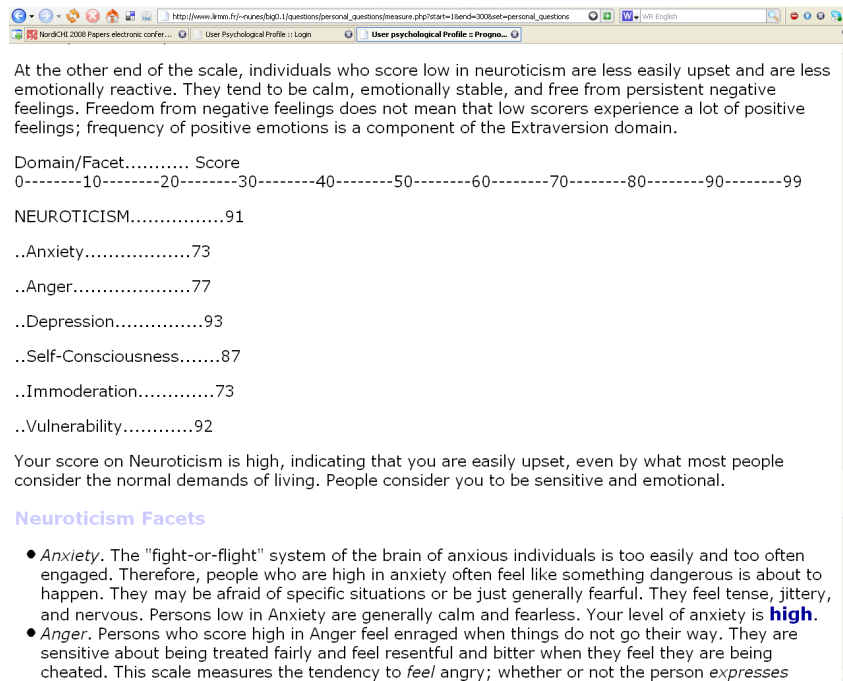 http://www.lirmm.fr/~nunes/big0.1/questions/personal_questions/measure.php?start=1&end=300&set=personal_questions
W WR English
NordiCHI 2008 Papers electronic confer...
User Psychological Profile :: Login
User psychological Profile :: Progno...
At the other end of the scale, individuals who score low in neuroticism are less easily upset and are less
emotionally reactive. They tend to be calm, emotionally stable, and free from persistent negative
feelings. Freedom from negative feelings does not mean that low scorers experience a lot of positive
feelings; frequency of positive emotions is a component of the Extraversion domain.
Domain/Facet........... Score
0--------10--------20--------30--------40--------50--------60--------70--------80--------90--------99
NEUROTICISM................91
..Anxiety..................73
..Anger....................77
..Depression...............93
..Self-Consciousness.......87
..Immoderation.............73
..Vulnerability............92
Your score on Neuroticism is high, indicating that you are easily upset, even by what most people
consider the normal demands of living. People consider you to be sensitive and emotional.
Neuroticism Facets
● Anxiety. The "fight-or-flight" system of the brain of anxious individuals is too easily and too often
engaged. Therefore, people who are high in anxiety often feel like something dangerous is about to
happen. They may be afraid of specific situations or be just generally fearful. They feel tense, jittery,
and nervous. Persons low in Anxiety are generally calm and fearless. Your level of anxiety is high.
● Anger. Persons who score high in Anger feel enraged when things do not go their way. They are
sensitive about being treated fairly and feel resentful and bitter when they feel they are being
cheated. This scale measures the tendency to feel angry; whether or not the person expresses